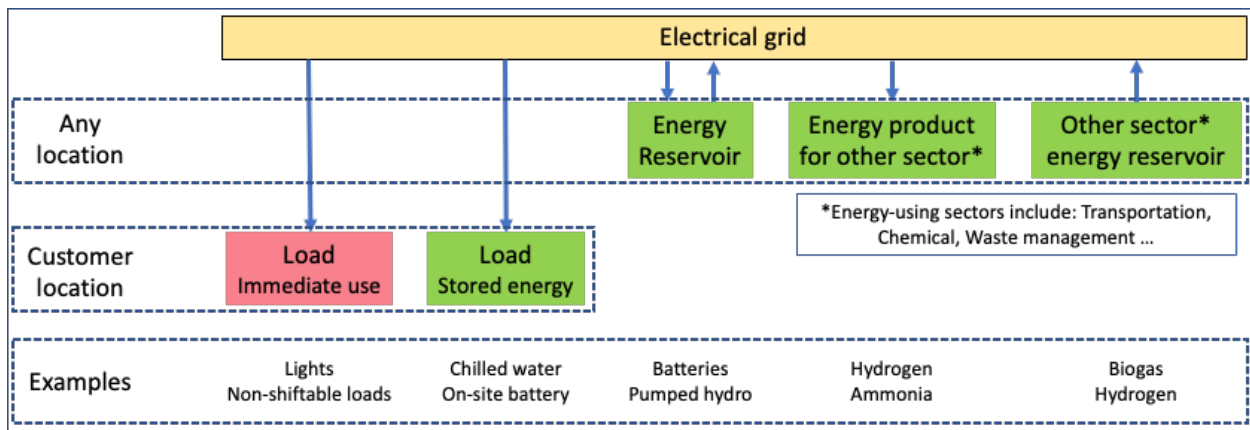 Electrical grid
Any
location
Energy
Reservoir
Energy product
for other sector*
Other sector*
energy reservoir
*Energy-using sectors include: Transportation,
Chemical, Waste management ...
Customer
location
Load
Immediate use
Load
Stored energy
Examples
Lights
Non-shiftable loads
Chilled water
On-site battery
Batteries
Pumped hydro
Hydrogen
Ammonia
Biogas
Hydrogen